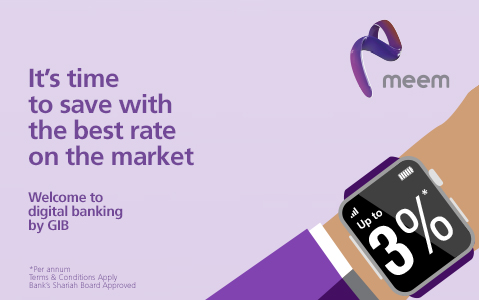 It's time
to save with
the best rate
on the market
meem
Welcome to
digital banking
by GIB
Up to
3%*
*Per annum
Terms & Conditions Apply
Bank's Shariah Board Approved